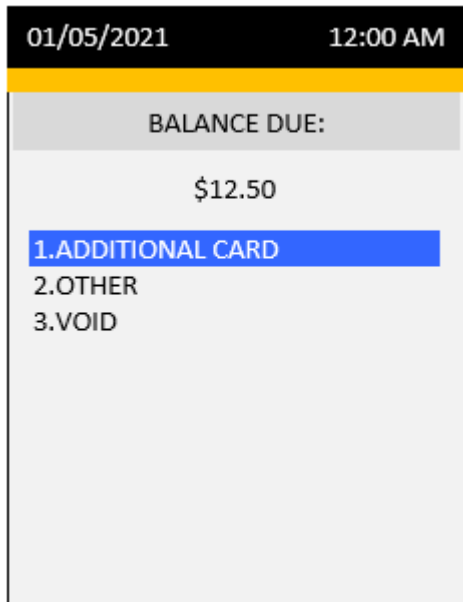 01/05/2021 12:00 AM
BALANCE DUE:
$12.50
1.ADDITIONAL CARD
2.OTHER
3.VOID